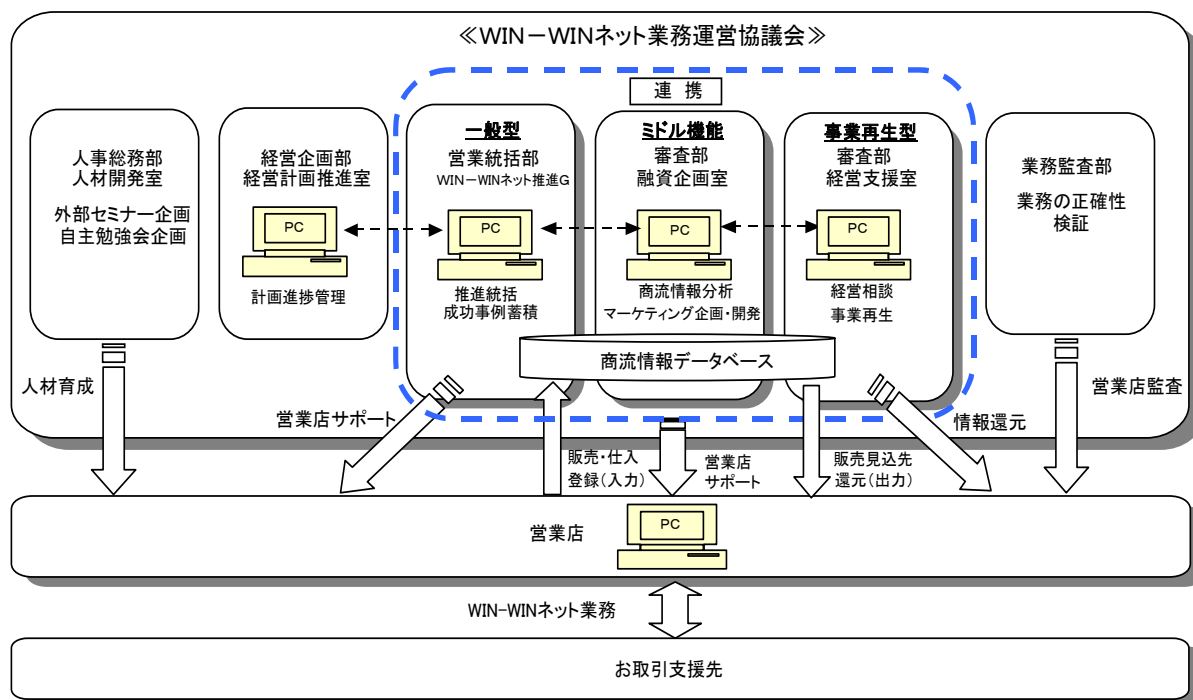 ≪WIN－WINネット業務運営協議会≫
連 携
人事総務部
人材開発室
外部セミナー企画
自主勉強会企画
経営企画部
経営計画推進室
PC
計画進捗管理
一般型
営業統括部
WIN－WINネット推進G
PC
推進統括
成功事例蓄積
ミドル機能
審査部
融資企画室
PC
商流情報分析
マーケティング企画・開発
事業再生型
審査部
経営支援室
PC
経営相談
事業再生
業務監査部
業務の正確性
検証
商流情報データベース
人材育成
営業店サポート
販売・仕入
登録(入力)
営業店
サポート
販売見込先
還元(出力)
情報還元
営業店監査
営業店
PC
WIN-WINネット業務
お取引支援先